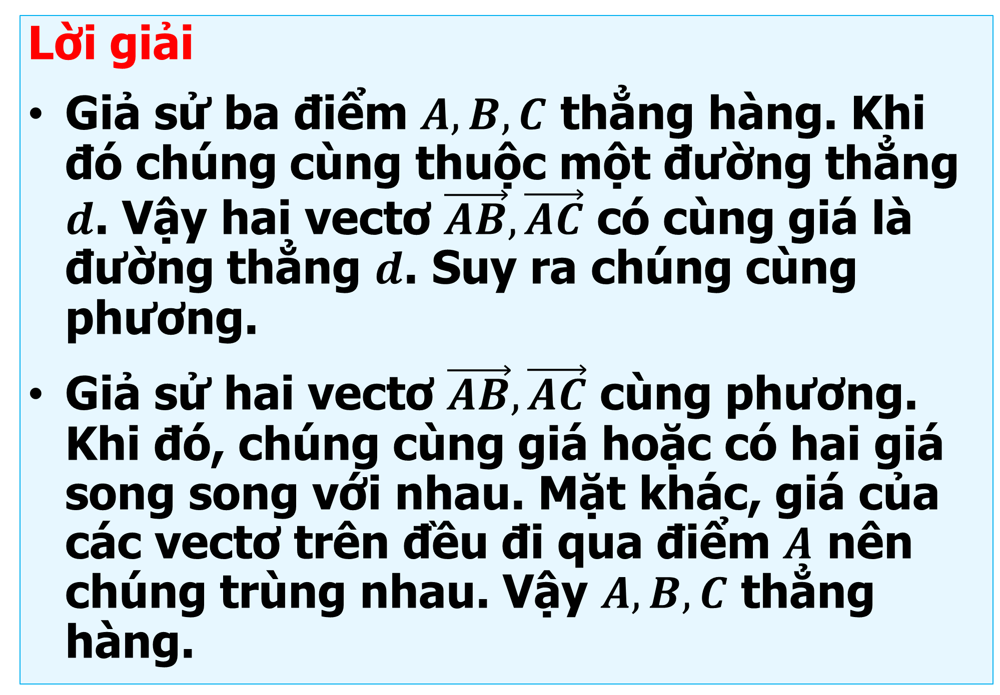 Lời giải
• Giả sử ba điểm A, B, C thẳng hàng. Khi
đó chúng cùng thuộc một đường thẳng
d. Vậy hai vectơ $\overrightarrow{AB}, \overrightarrow{AC}$ có cùng giá là
đường thẳng d. Suy ra chúng cùng
phương.
• Giả sử hai vectơ $\overrightarrow{AB}, \overrightarrow{AC}$ cùng phương.
Khi đó, chúng cùng giá hoặc có hai giá
song song với nhau. Mặt khác, giá của
các vectơ trên đều đi qua điểm A nên
chúng trùng nhau. Vậy A, B, C thẳng
hàng.